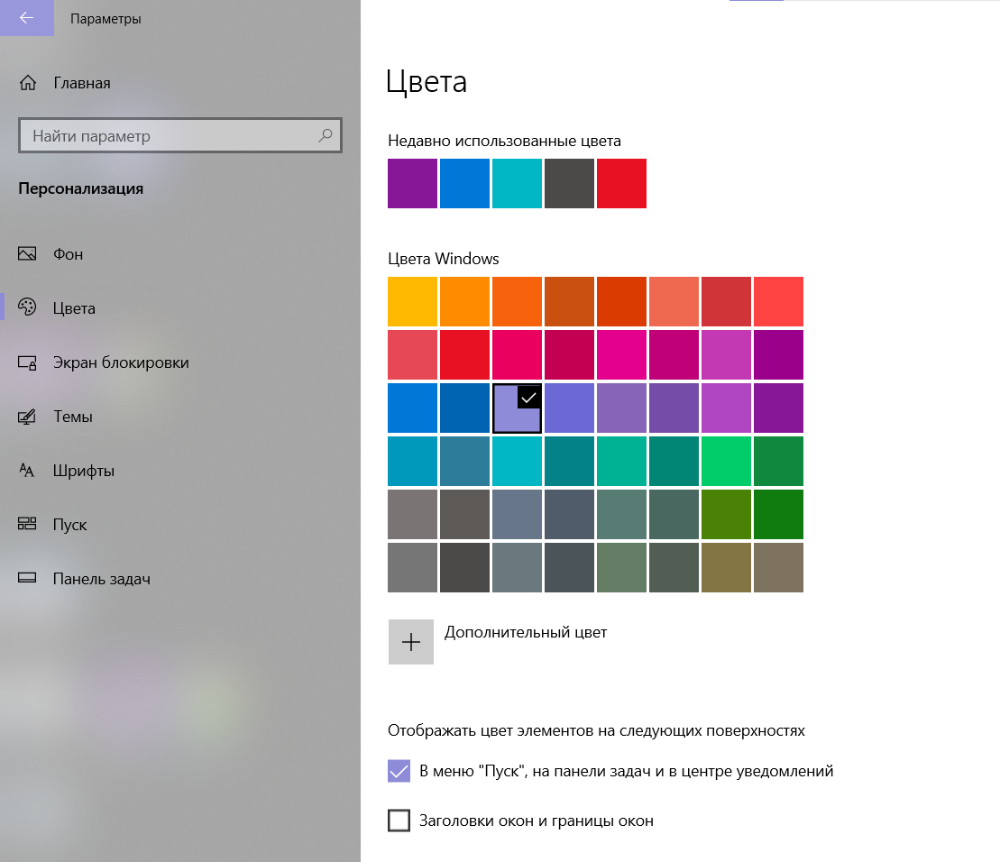 Параметры
Главная
Найти параметр
Персонализация
Фон
Цвета
Экран блокировки
Темы
Шрифты
Пуск
Панель задач
Цвета
Недавно использованные цвета
Цвета Windows
Дополнительный цвет
Отображать цвет элементов на следующих поверхностях
В меню "Пуск", на панели задач и в центре уведомлений
Заголовки окон и границы окон